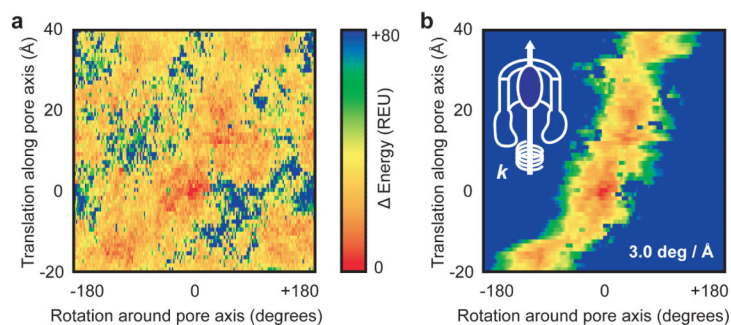 a
Translation along pore axis (Å)
40
20
0
-20
-180
0
+180
Rotation around pore axis (degrees)
+80
Δ Energy (REU)
0
b
Translation along pore axis (Å)
40
20
0
-20
k
3.0 deg / Å
-180
0
+180
Rotation around pore axis (degrees)